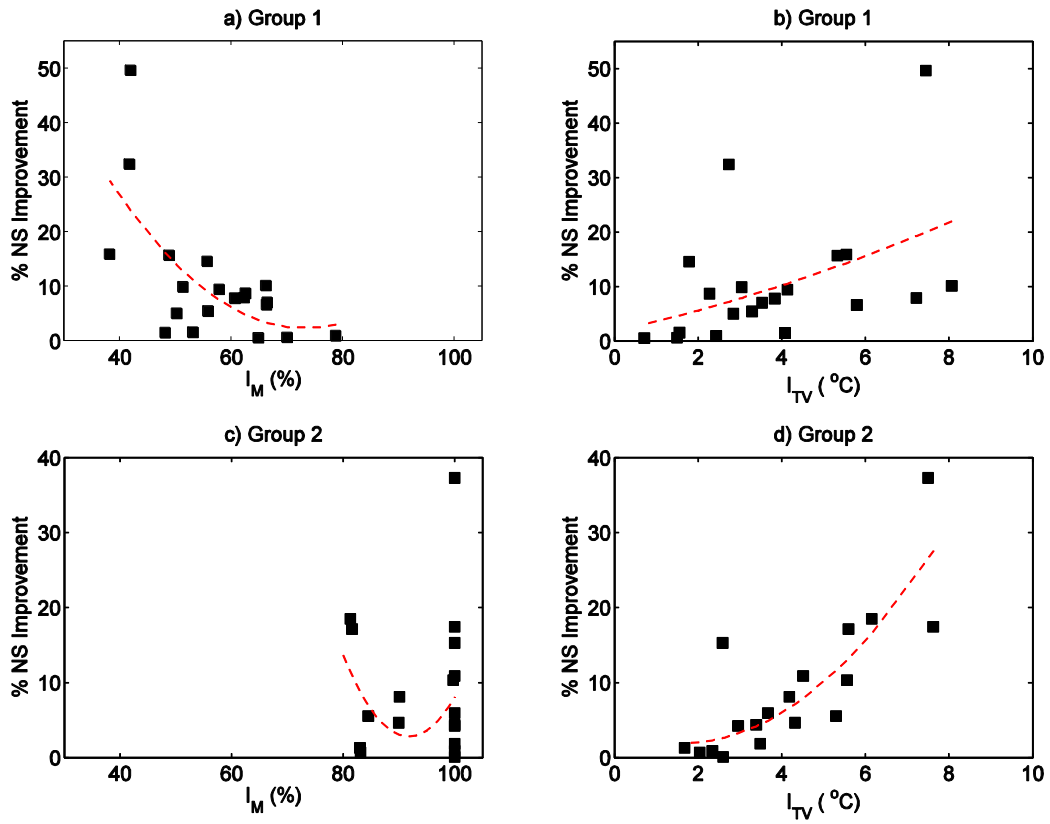 a) Group 1
% NS Improvement
50
40
30
20
10
0
40 60 80 100
I_M (%)
b) Group 1
% NS Improvement
50
40
30
20
10
0
0 2 4 6 8 10
I_TV ( °C)
c) Group 2
% NS Improvement
40
30
20
10
0
40 60 80 100
I_M (%)
d) Group 2
% NS Improvement
40
30
20
10
0
0 2 4 6 8 10
I_TV ( °C)